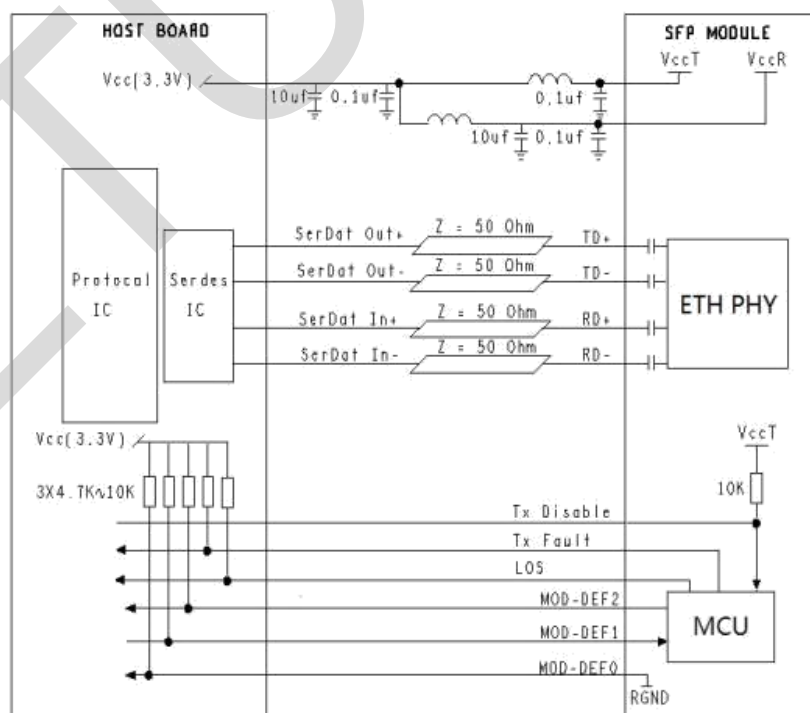 HOST BOARD
SFP MODULE
VccT
VccR
Vcc(3.3V)
10uf
0.1uf
0.1uf
10uf
0.1uf
Protocal
IC
Serdes
IC
SerDat Out+
Z = 50 Ohm
TD+
SerDat Out-
Z = 50 Ohm
TD-
SerDat In+
Z = 50 Ohm
RD+
SerDat In-
Z = 50 Ohm
RD-
ETH PHY
Vcc(3.3V)
3X4.7K~10K
VccT
10K
Tx Disable
Tx Fault
LOS
MOD-DEF2
MOD-DEF1
MOD-DEF0
MCU
RGND